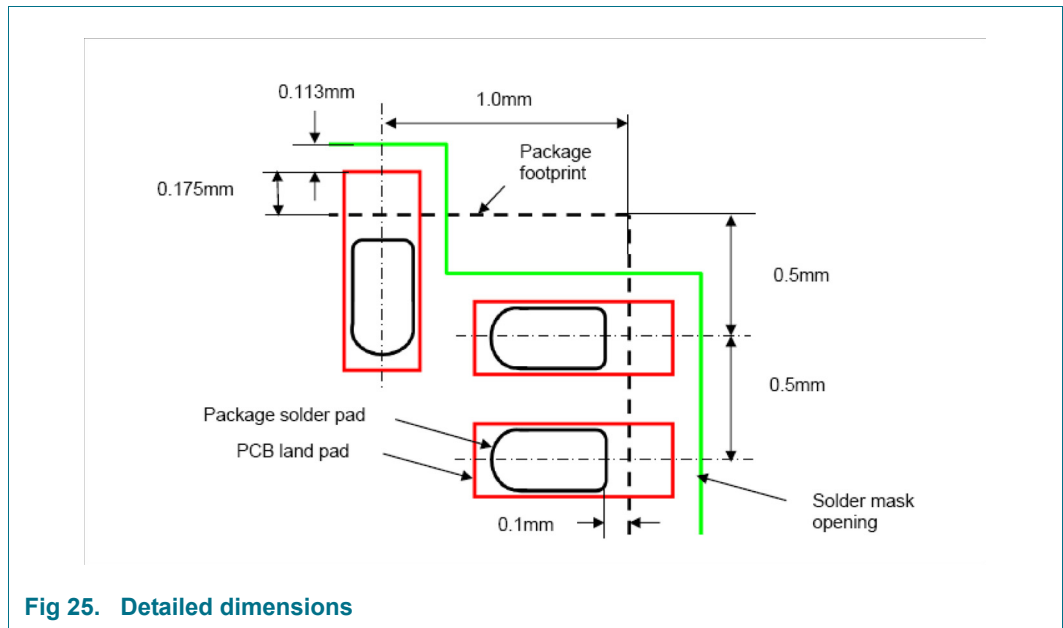 0.113mm
1.0mm
Package
footprint
0.175mm
0.5mm
0.5mm
Package solder pad
PCB land pad
Solder mask
opening
0.1mm
Fig 25. Detailed dimensions